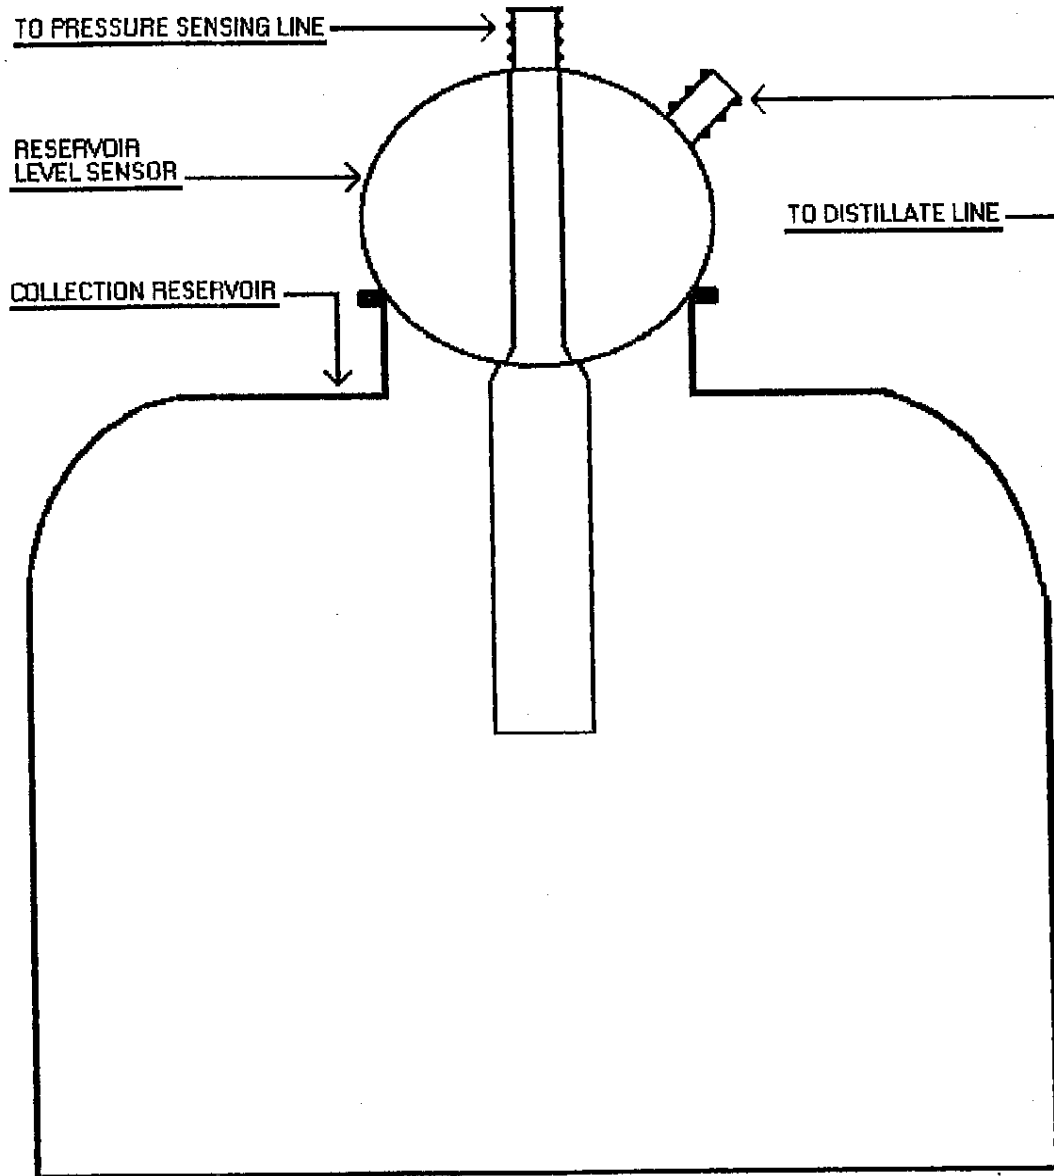 TO PRESSURE SENSING LINE
RESERVOIR
LEVEL SENSOR
TO DISTILLATE LINE
COLLECTION RESERVOIR